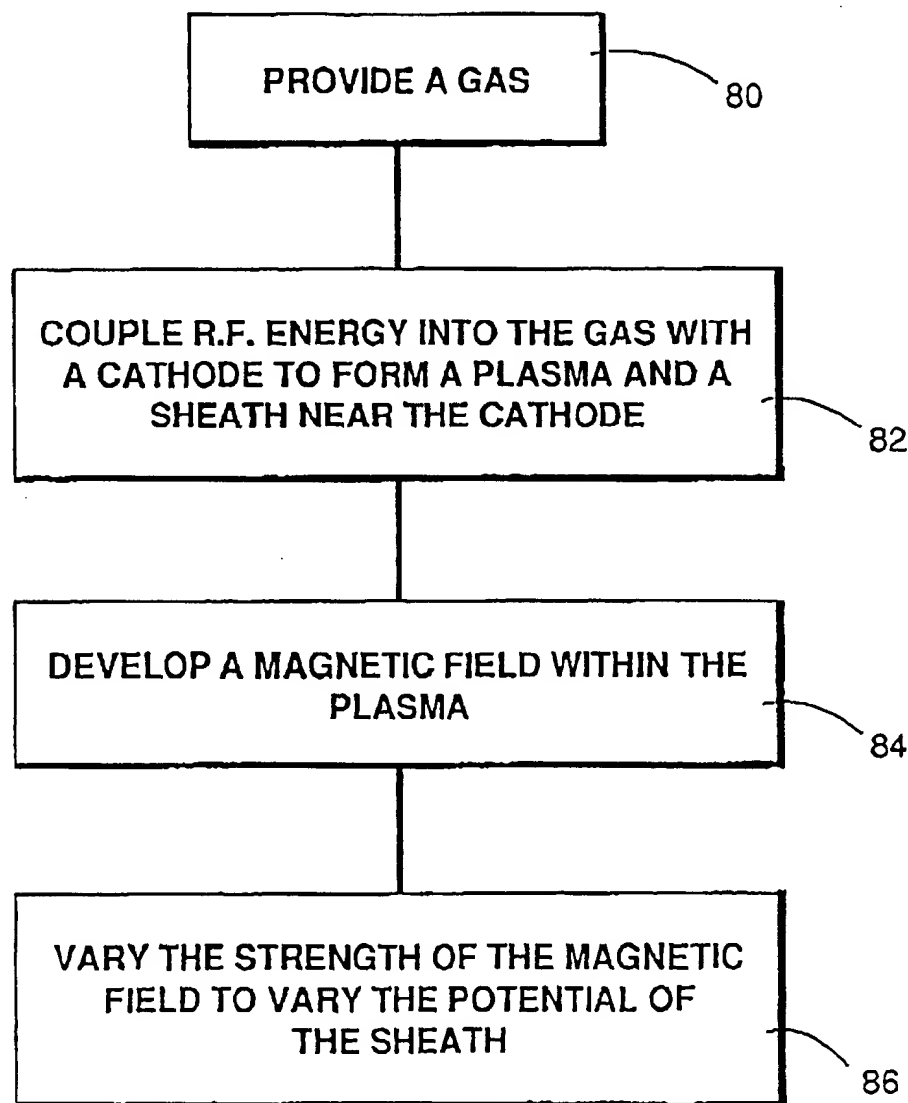 PROVIDE A GAS
80
COUPLE R.F. ENERGY INTO THE GAS WITH
A CATHODE TO FORM A PLASMA AND A
SHEATH NEAR THE CATHODE
82
DEVELOP A MAGNETIC FIELD WITHIN THE
PLASMA
84
VARY THE STRENGTH OF THE MAGNETIC
FIELD TO VARY THE POTENTIAL OF
THE SHEATH
86